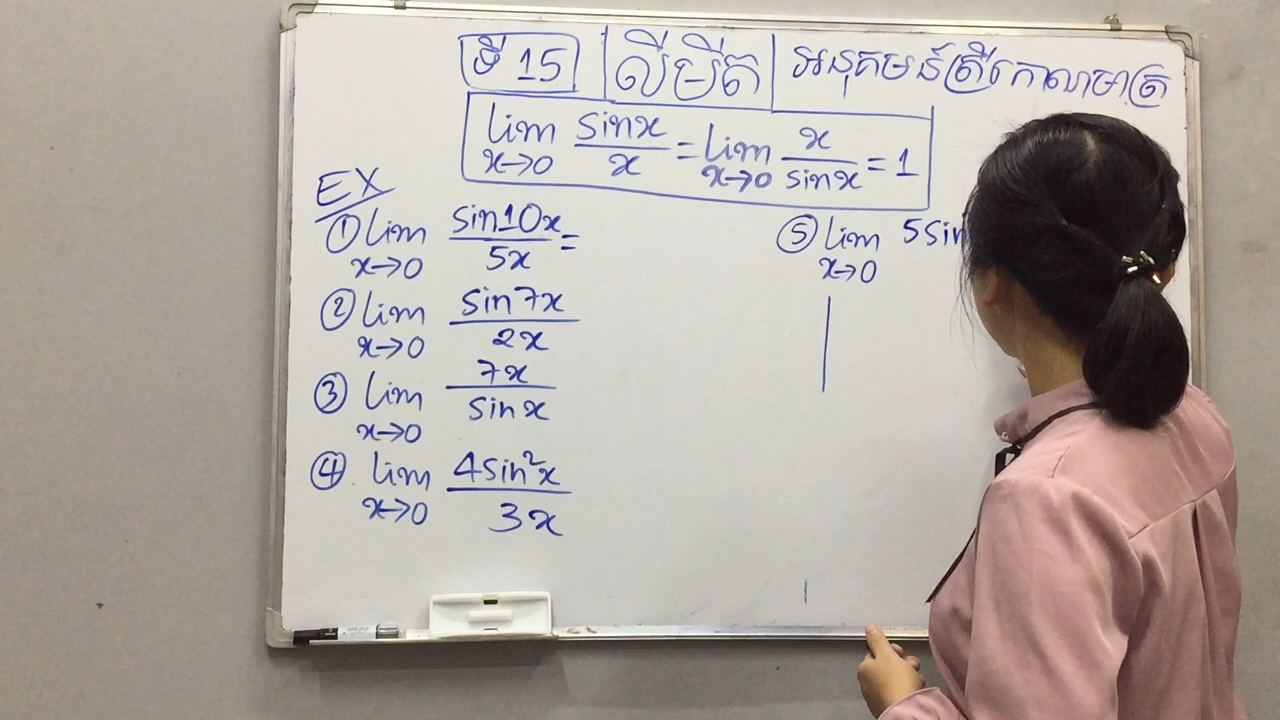 ទី 15 លីមីត អនុគមន៍ត្រីកោណមាត្រ
lim x→0 sinx/x = lim x→0 x/sinx = 1
EX
① lim x→0 sin10x/5x =
② lim x→0 sin7x/2x
③ lim x→0 7x/sinx
④ lim x→0 4sin²x/3x
⑤ lim x→0 5sin